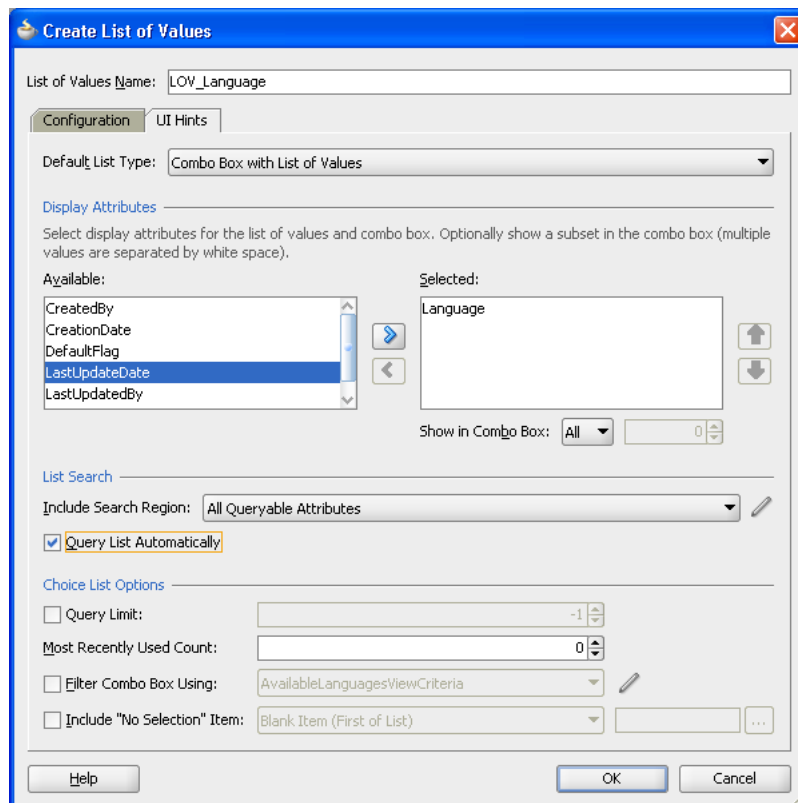 Create List of Values
List of Values Name: LOV_Language
Configuration UI Hints
Default List Type: Combo Box with List of Values
Display Attributes
Select display attributes for the list of values and combo box. Optionally show a subset in the combo box (multiple
values are separated by white space).
Available: Selected:
CreatedBy Language
CreationDate
DefaultFlag
LastUpdateDate
LastUpdatedBy
Show in Combo Box: All 0
List Search
Include Search Region: All Queryable Attributes
Query List Automatically
Choice List Options
Query Limit: -1
Most Recently Used Count: 0
Filter Combo Box Using: AvailableLanguagesViewCriteria
Include "No Selection" Item: Blank Item (First of List) ...
Help OK Cancel